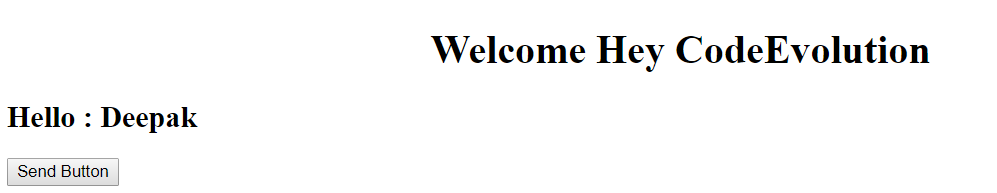 Welcome Hey CodeEvolution
Hello : Deepak
Send Button